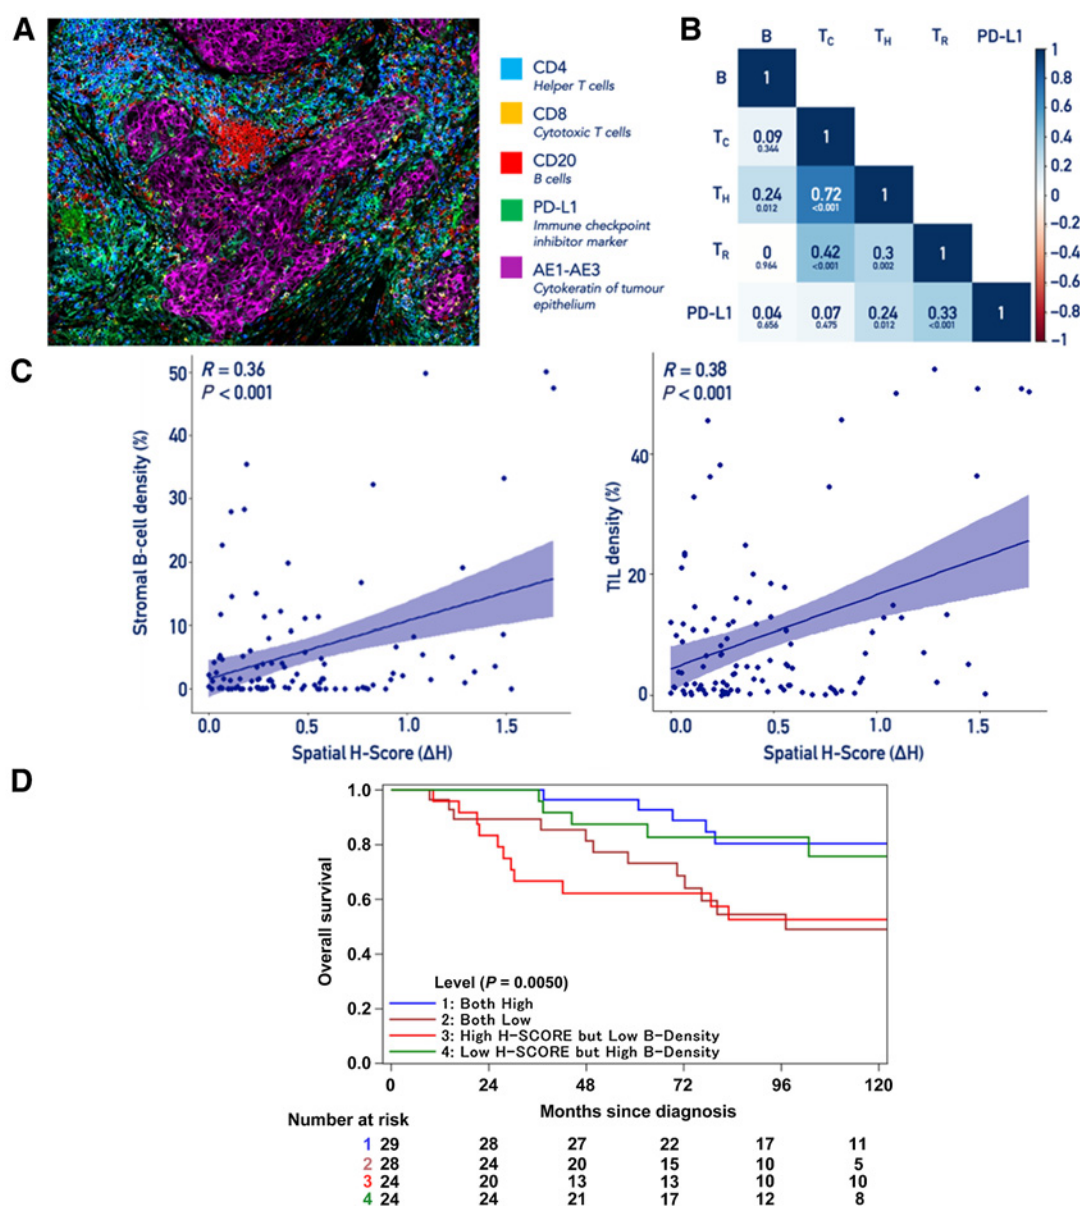 A
CD4
Helper T cells
CD8
Cytotoxic T cells
CD20
B cells
PD-L1
Immune checkpoint
inhibitor marker
AE1-AE3
Cytokeratin of tumour
epithelium
B
B TC TH TR PD-L1
B 1
TC 0.09 1
0.344
TH 0.24 0.72 1
0.012 <0.001
TR 0 0.42 0.3 1
0.964 <0.001 0.002
PD-L1 0.04 0.07 0.24 0.33 1
0.656 0.475 0.012 <0.001
1
0.8
0.6
0.4
0.2
0
-0.2
-0.4
-0.6
-0.8
-1
C
R = 0.36
P < 0.001
Stromal B-cell density (%)
50
40
30
20
10
0
0.0 0.5 1.0 1.5
Spatial H-Score (ΔH)
R = 0.38
P < 0.001
TIL density (%)
40
20
0
0.0 0.5 1.0 1.5
Spatial H-Score (ΔH)
D
Overall survival
1.0
0.8
0.6
0.4
0.2
0.0
Level (P = 0.0050)
1: Both High
2: Both Low
3: High H-SCORE but Low B-Density
4: Low H-SCORE but High B-Density
0 24 48 72 96 120
Months since diagnosis
Number at risk
1 29 28 27 22 17 11
2 28 24 20 15 10 5
3 24 20 13 13 10 10
4 24 24 21 17 12 8